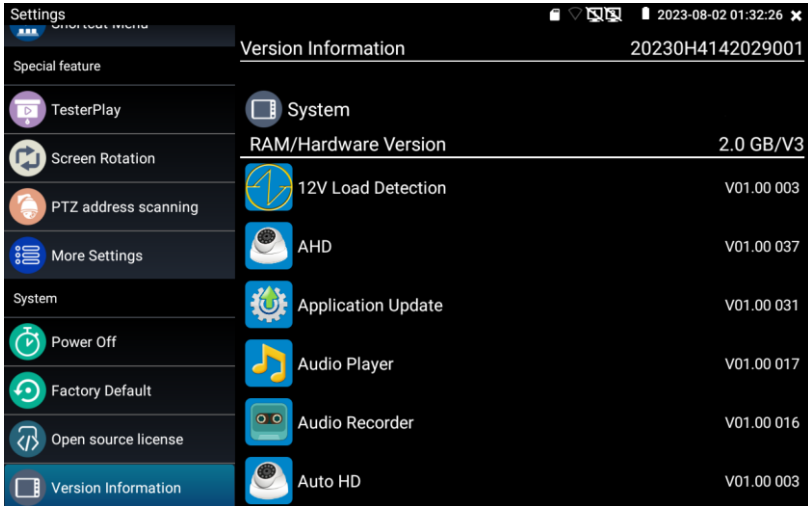 Settings
2023-08-02 01:32:26
Shortcut Menu
Special feature
TesterPlay
Screen Rotation
PTZ address scanning
More Settings
System
Power Off
Factory Default
Open source license
Version Information
Version Information 20230H4142029001
System
RAM/Hardware Version 2.0 GB/V3
12V Load Detection V01.00 003
AHD V01.00 037
Application Update V01.00 031
Audio Player V01.00 017
Audio Recorder V01.00 016
Auto HD V01.00 003